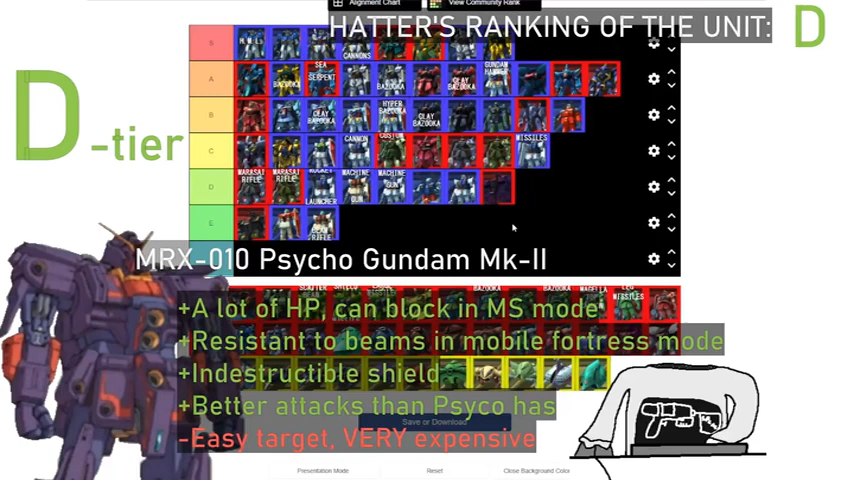 Alignment Chart
View Community Rank
HATTER'S RANKING OF THE UNIT:
D
D
-tier
S
CANNONS
A
BAZOOKA
SEA
SERPENT
BAZOOKA
CLAY
BAZOOKA
GUNDAM
HAMMER
B
CLAY
BAZOOKA
HYPER
BAZOOKA
CLAY
BAZOOKA
C
CANNON
CUSTOM
MISSILES
D
MARASAI
RIFLE
MARASAI
RIFLE
ROCKET
LAUNCHER
MACHINE
GUN
MACHINE
GUN
E
BEAM
RIFLE
MRX-010 Psycho Gundam Mk-II
SHIELD
BAZOOKA
BAZOOKA
MAGELLA
LEG
MISSILES
+A lot of HP, can block in MS mode
+Resistant to beams in mobile fortress mode
+Indestructible shield
+Better attacks than Psyco has
Save or Download
-Easy target, VERY expensive
Presentation Mode
Reset
Close Background Color